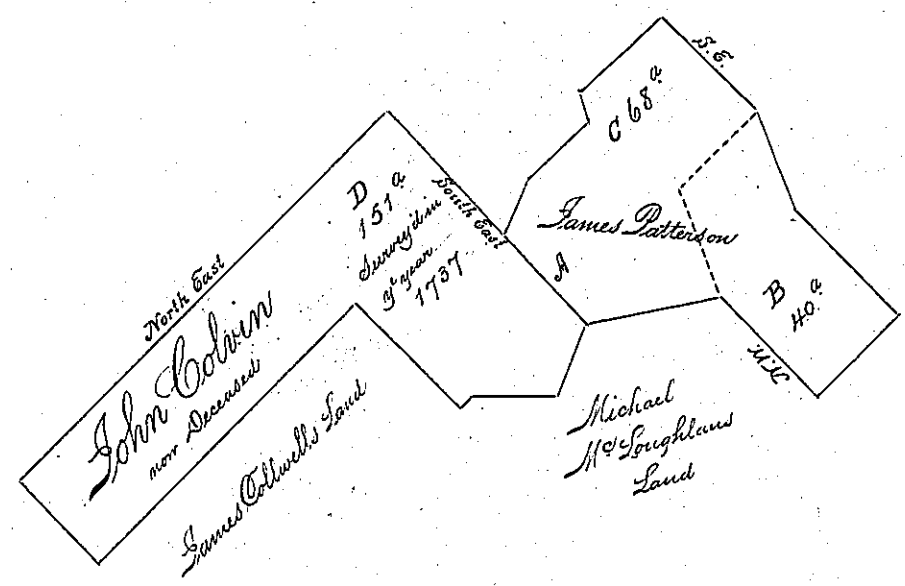 S.E.
C 68.a
D
151 a
Survey'd in
ye year
1737
South East
James Patterson
A
B
40.a
N.W.
North East
John Colvin
now Deceased
James Collwells Land
Michael
McLoughlans
Land